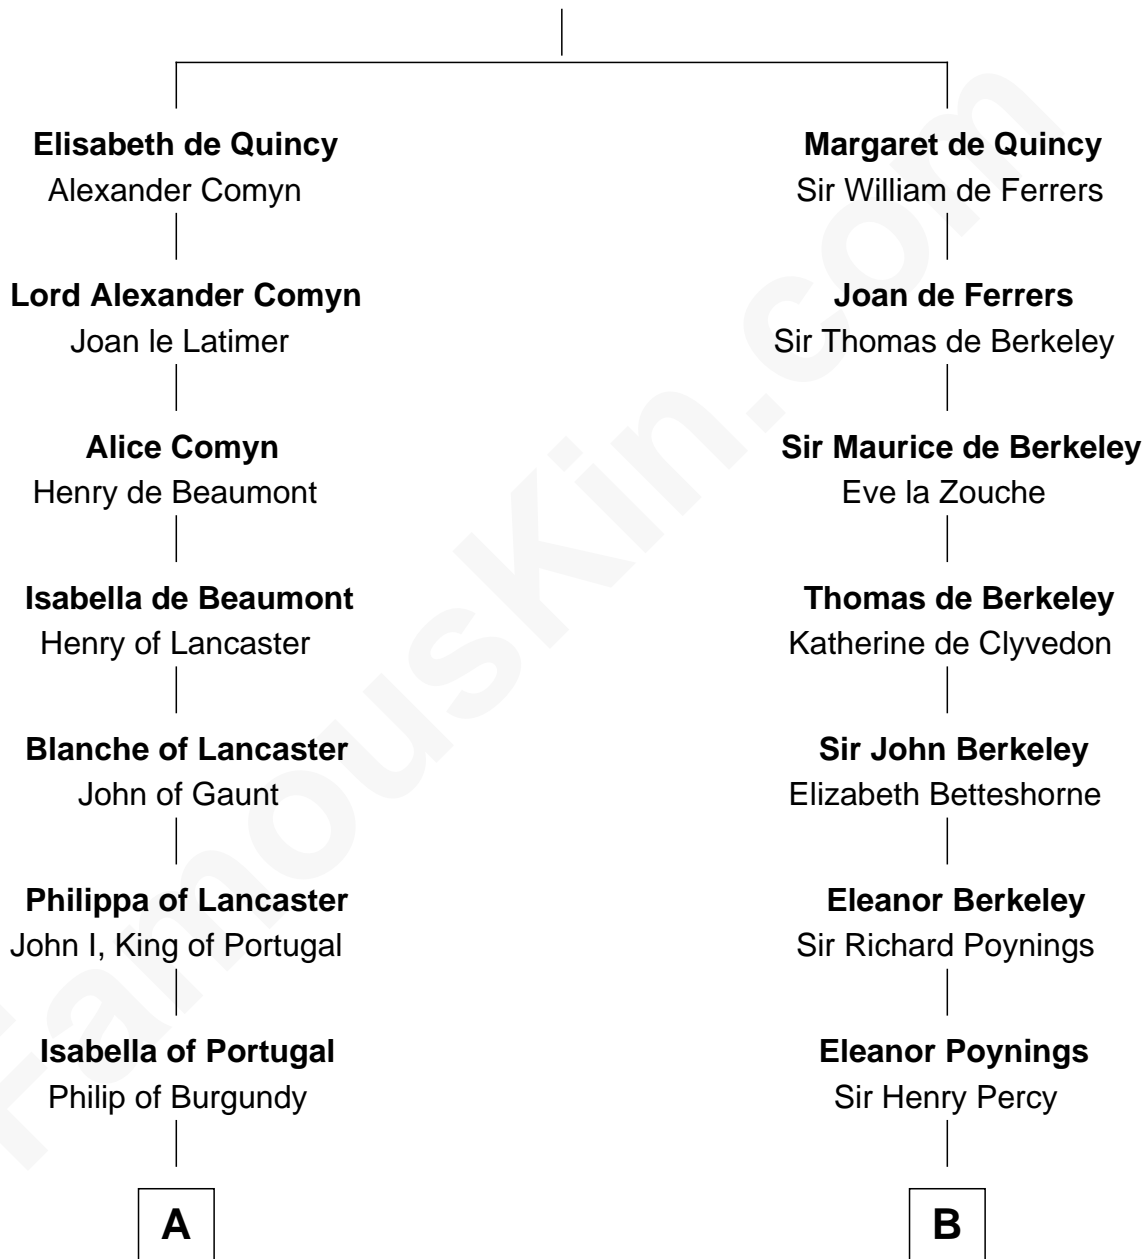 Elisabeth de Quincy
Alexander Comyn
Margaret de Quincy
Sir William de Ferrers
Lord Alexander Comyn
Joan le Latimer
Joan de Ferrers
Sir Thomas de Berkeley
Alice Comyn
Henry de Beaumont
Sir Maurice de Berkeley
Eve la Zouche
Isabella de Beaumont
Henry of Lancaster
Thomas de Berkeley
Katherine de Clyvedon
Blanche of Lancaster
John of Gaunt
Sir John Berkeley
Elizabeth Betteshorne
Philippa of Lancaster
John I, King of Portugal
Eleanor Berkeley
Sir Richard Poynings
Isabella of Portugal
Philip of Burgundy
Eleanor Poynings
Sir Henry Percy
A
B
FamousKin.com